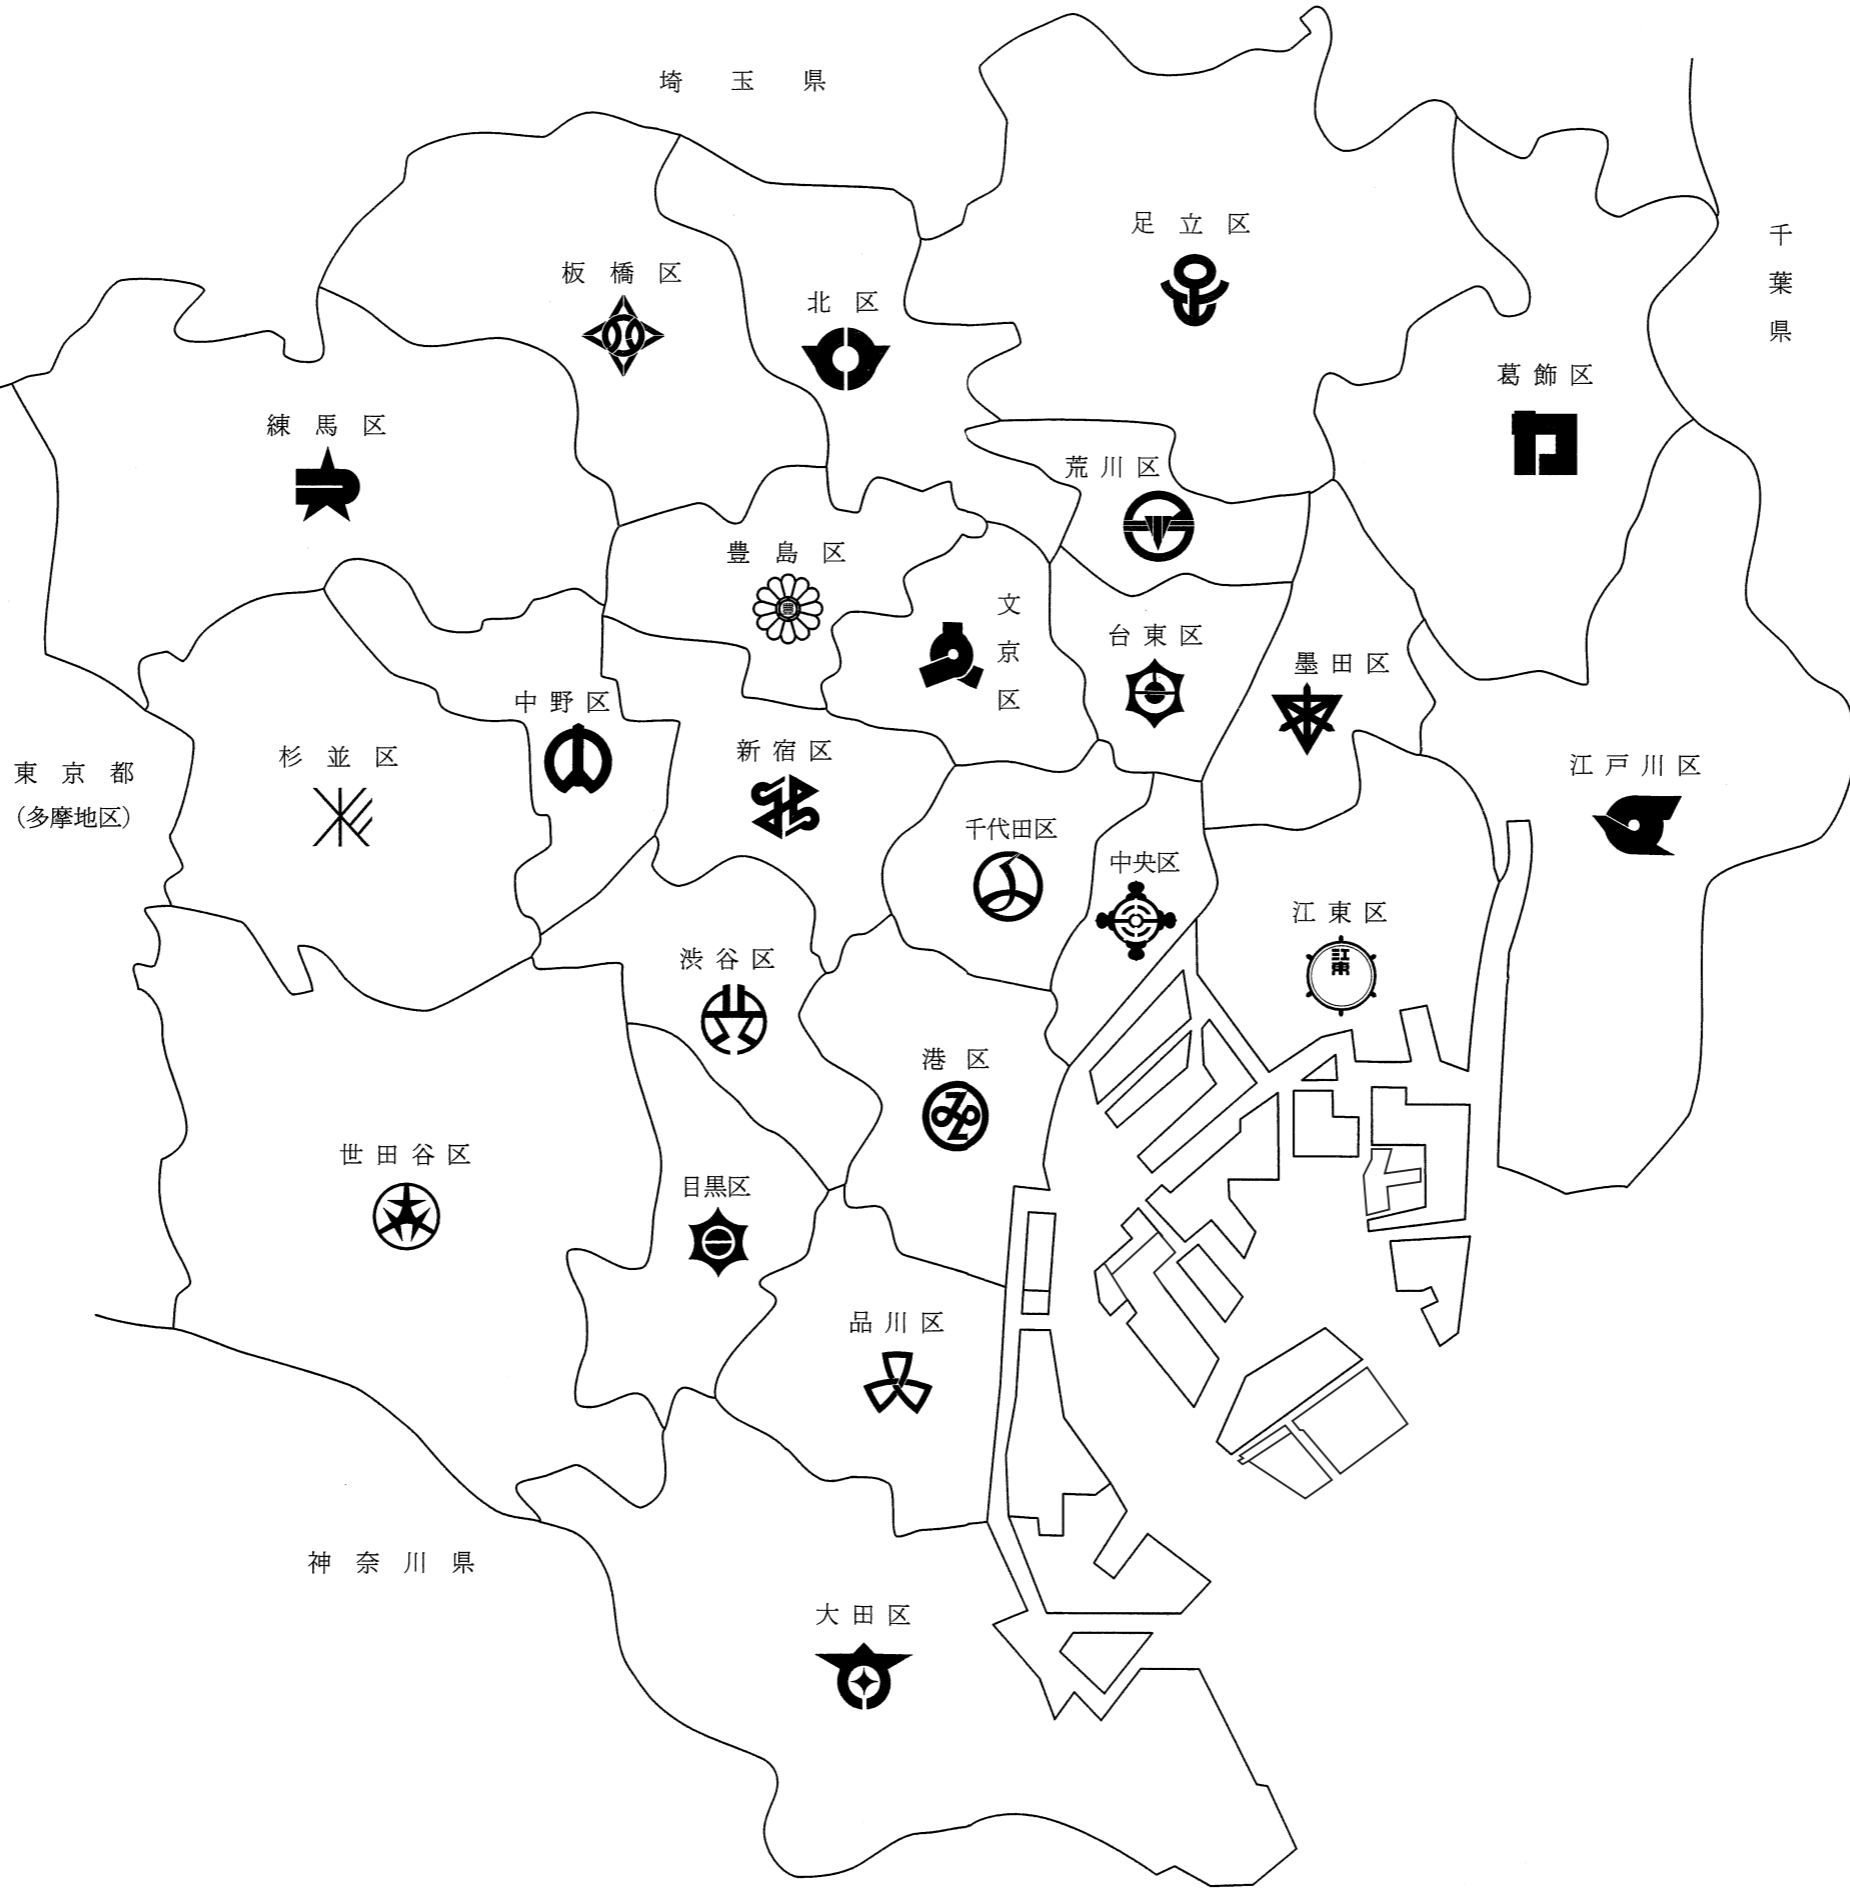 埼玉県
足立区
千葉県
板橋区
北区
葛飾区
練馬区
荒川区
豊島区
豊
文京区
台東区
墨田区
中野区
新宿区
杉並区
江戸川区
東京都
（多摩地区）
千代田区
中央区
江東区
江東
渋谷区
港区
世田谷区
目黒区
品川区
神奈川県
大田区